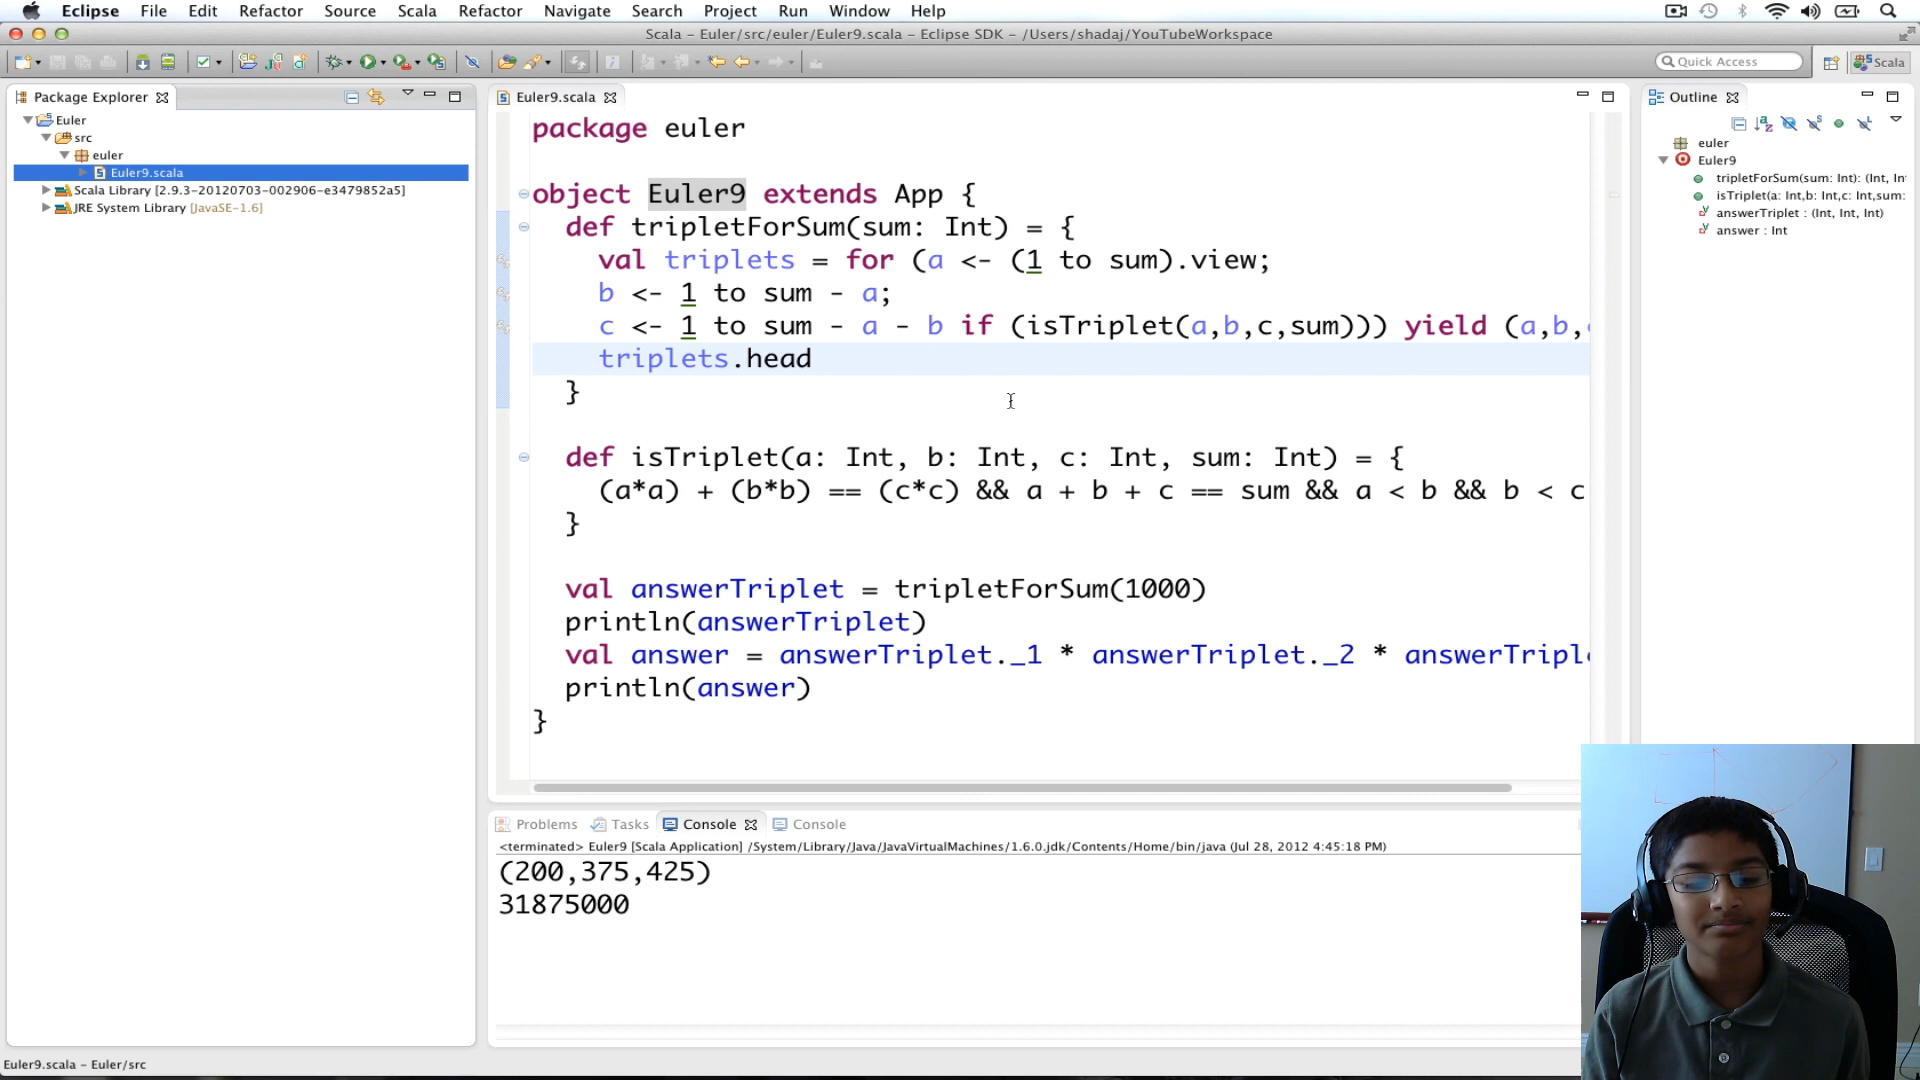 Eclipse File Edit Refactor Source Scala Refactor Navigate Search Project Run Window Help
Scala - Euler/src/euler/Euler9.scala - Eclipse SDK - /Users/shadaj/YouTubeWorkspace
Quick Access
Scala
Package Explorer
Euler
src
euler
Euler9.scala
Scala Library [2.9.3-20120703-002906-e3479852a5]
JRE System Library [JavaSE-1.6]
Euler9.scala
package euler
object Euler9 extends App {
def tripletForSum(sum: Int) = {
val triplets = for (a <- (1 to sum).view;
b <- 1 to sum - a;
c <- 1 to sum - a - b if (isTriplet(a,b,c,sum))) yield (a,b,
triplets.head
}
def isTriplet(a: Int, b: Int, c: Int, sum: Int) = {
(a*a) + (b*b) == (c*c) && a + b + c == sum && a < b && b < c
}
val answerTriplet = tripletForSum(1000)
println(answerTriplet)
val answer = answerTriplet._1 * answerTriplet._2 * answerTripl
println(answer)
}
Outline
euler
Euler9
tripletForSum(sum: Int): (Int, In
isTriplet(a: Int,b: Int,c: Int,sum:
answerTriplet : (Int, Int, Int)
answer : Int
Problems Tasks Console Console
<terminated> Euler9 [Scala Application] /System/Library/Java/JavaVirtualMachines/1.6.0.jdk/Contents/Home/bin/java (Jul 28, 2012 4:45:18 PM)
(200,375,425)
31875000
Euler9.scala - Euler/src